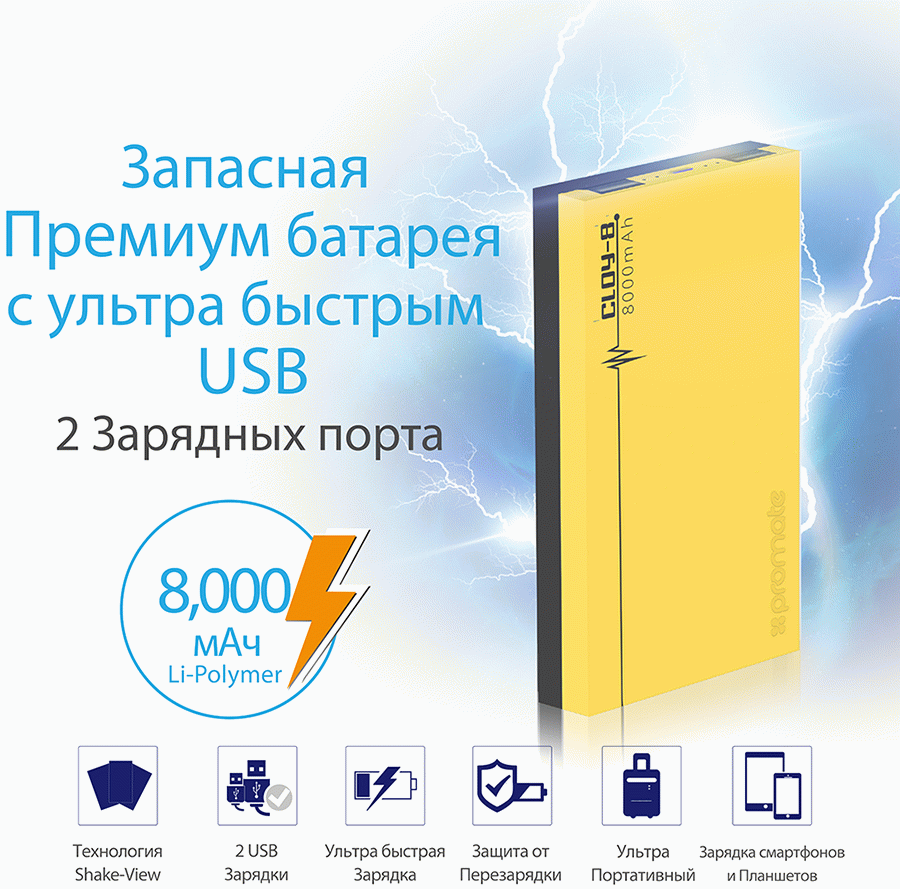 Запасная
Премиум батарея
с ультра быстрым
USB
2 Зарядных порта
8,000
мАч
Li-Polymer
CLOY-8
8000mAh
promate
Технология
Shake-View
2 USB
Зарядки
Ультра быстрая
Зарядка
Защита от
Перезарядки
Ультра
Портативный
Зарядка смартфонов
и Планшетов